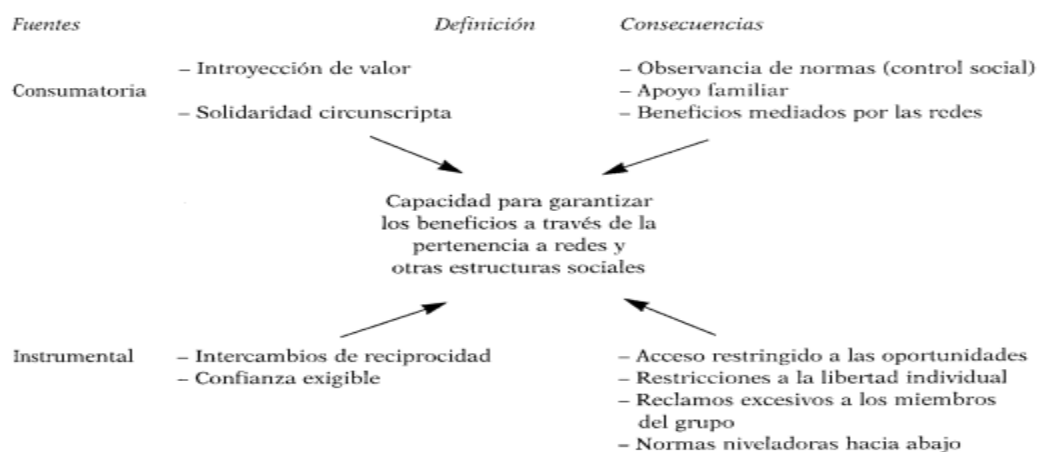 Fuentes Definición Consecuencias
– Introyección de valor
Consumatoria
– Solidaridad circunscripta
– Observancia de normas (control social)
– Apoyo familiar
– Beneficios mediados por las redes
Capacidad para garantizar
los beneficios a través de la
pertenencia a redes y
otras estructuras sociales
Instrumental
– Intercambios de reciprocidad
– Confianza exigible
– Acceso restringido a las oportunidades
– Restricciones a la libertad individual
– Reclamos excesivos a los miembros
del grupo
– Normas niveladoras hacia abajo